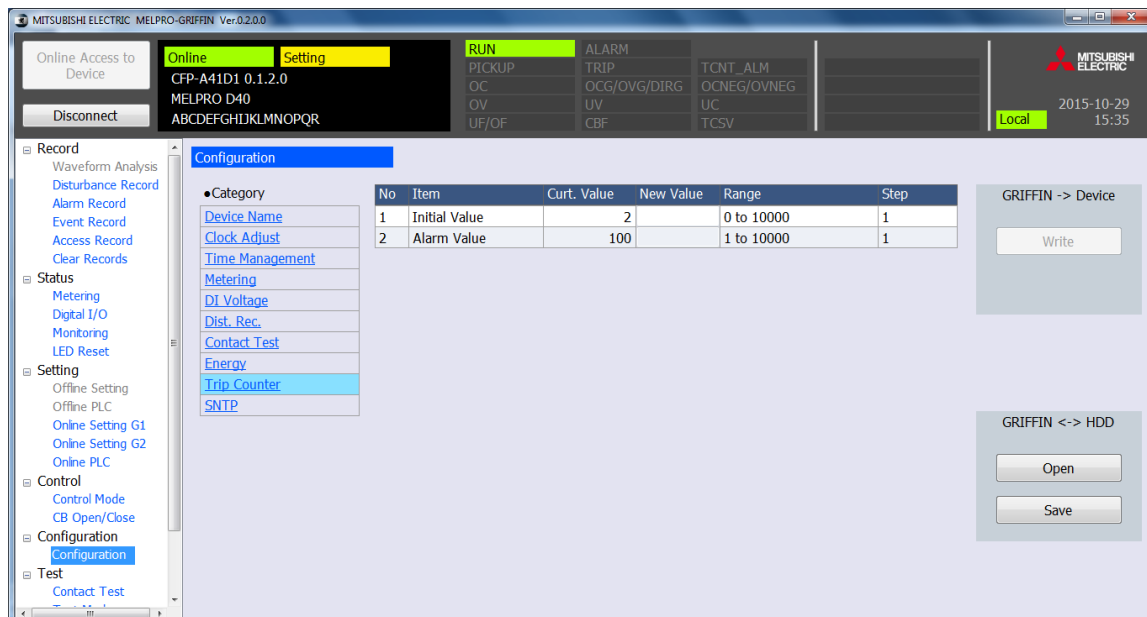 MITSUBISHI ELECTRIC MELPRO-GRIFFIN Ver.0.2.0.0
Online Access to
Device
Disconnect
Online Setting
CFP-A41D1 0.1.2.0
MELPRO D40
ABCDEFGHIJKLMNOPQR
RUN ALARM
PICKUP TRIP TCNT_ALM
OC OCG/OVG/DIRG OCNEG/OVNEG
OV UV UC
UF/OF CBF TCSV
MITSUBISHI
ELECTRIC
2015-10-29
Local 15:35
Record
Waveform Analysis
Disturbance Record
Alarm Record
Event Record
Access Record
Clear Records
Status
Metering
Digital I/O
Monitoring
LED Reset
Setting
Offline Setting
Offline PLC
Online Setting G1
Online Setting G2
Online PLC
Control
Control Mode
CB Open/Close
Configuration
Configuration
Test
Contact Test
Configuration
●Category
Device Name
Clock Adjust
Time Management
Metering
DI Voltage
Dist. Rec.
Contact Test
Energy
Trip Counter
SNTP
No Item Curt. Value New Value Range Step
1 Initial Value 2 0 to 10000 1
2 Alarm Value 100 1 to 10000 1
GRIFFIN -> Device
Write
GRIFFIN <-> HDD
Open
Save